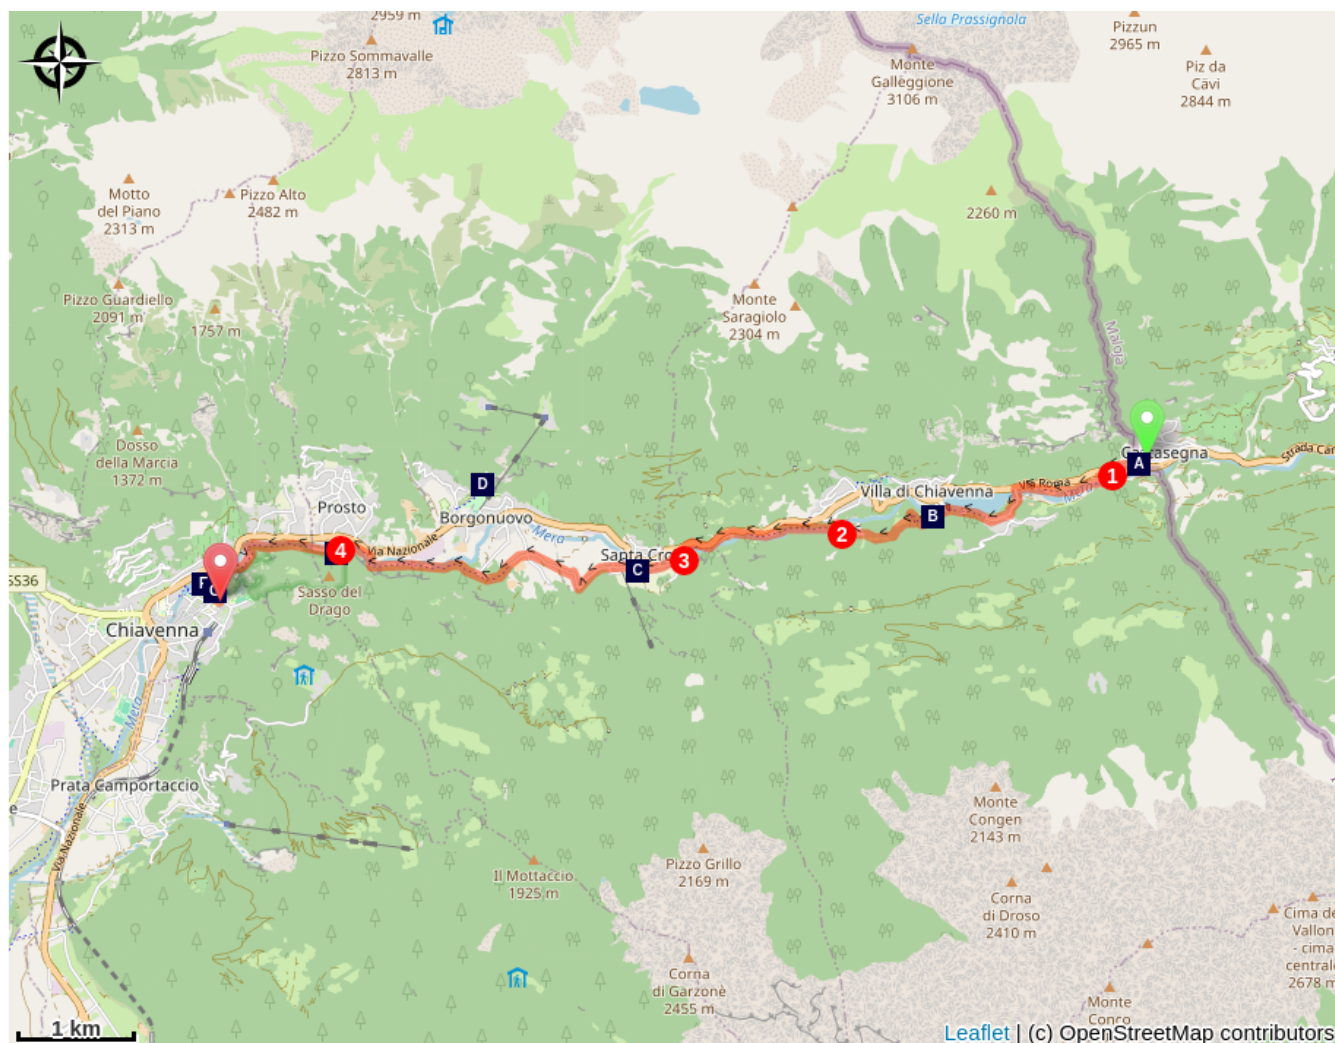 2959 m
Sella Prassignola
Pizzo Sommavalle
2813 m
Monte
Galleggione
3106 m
Pizzun
2965 m
Piz da
Cävi
2844 m
Motto
del Piano
2313 m
Pizzo Alto
2482 m
2260 m
Pizzo Guardiello
2091 m
1757 m
Monte
Saragiolo
2304 m
Maloja
Dosso
della Marcia
1372 m
A
1
Via Roma
Mera
Villa di Chiavenna
B
2
D
Prosto
Borgonuovo
Mera
Via Nazionale
4
3
C
SS36
Sasso del
Drago
Chiavenna
Mera
Prata Camportaccio
Via Nazionale
Monte
Congen
2143 m
Pizzo Grillo
2169 m
Il Mottaccio
1925 m
Corna
di Droso
2410 m
Corna
di Garzonè
2455 m
centrale
2678 m
Monte
Conco
1 km
Leaflet | (c) OpenStreetMap contributors